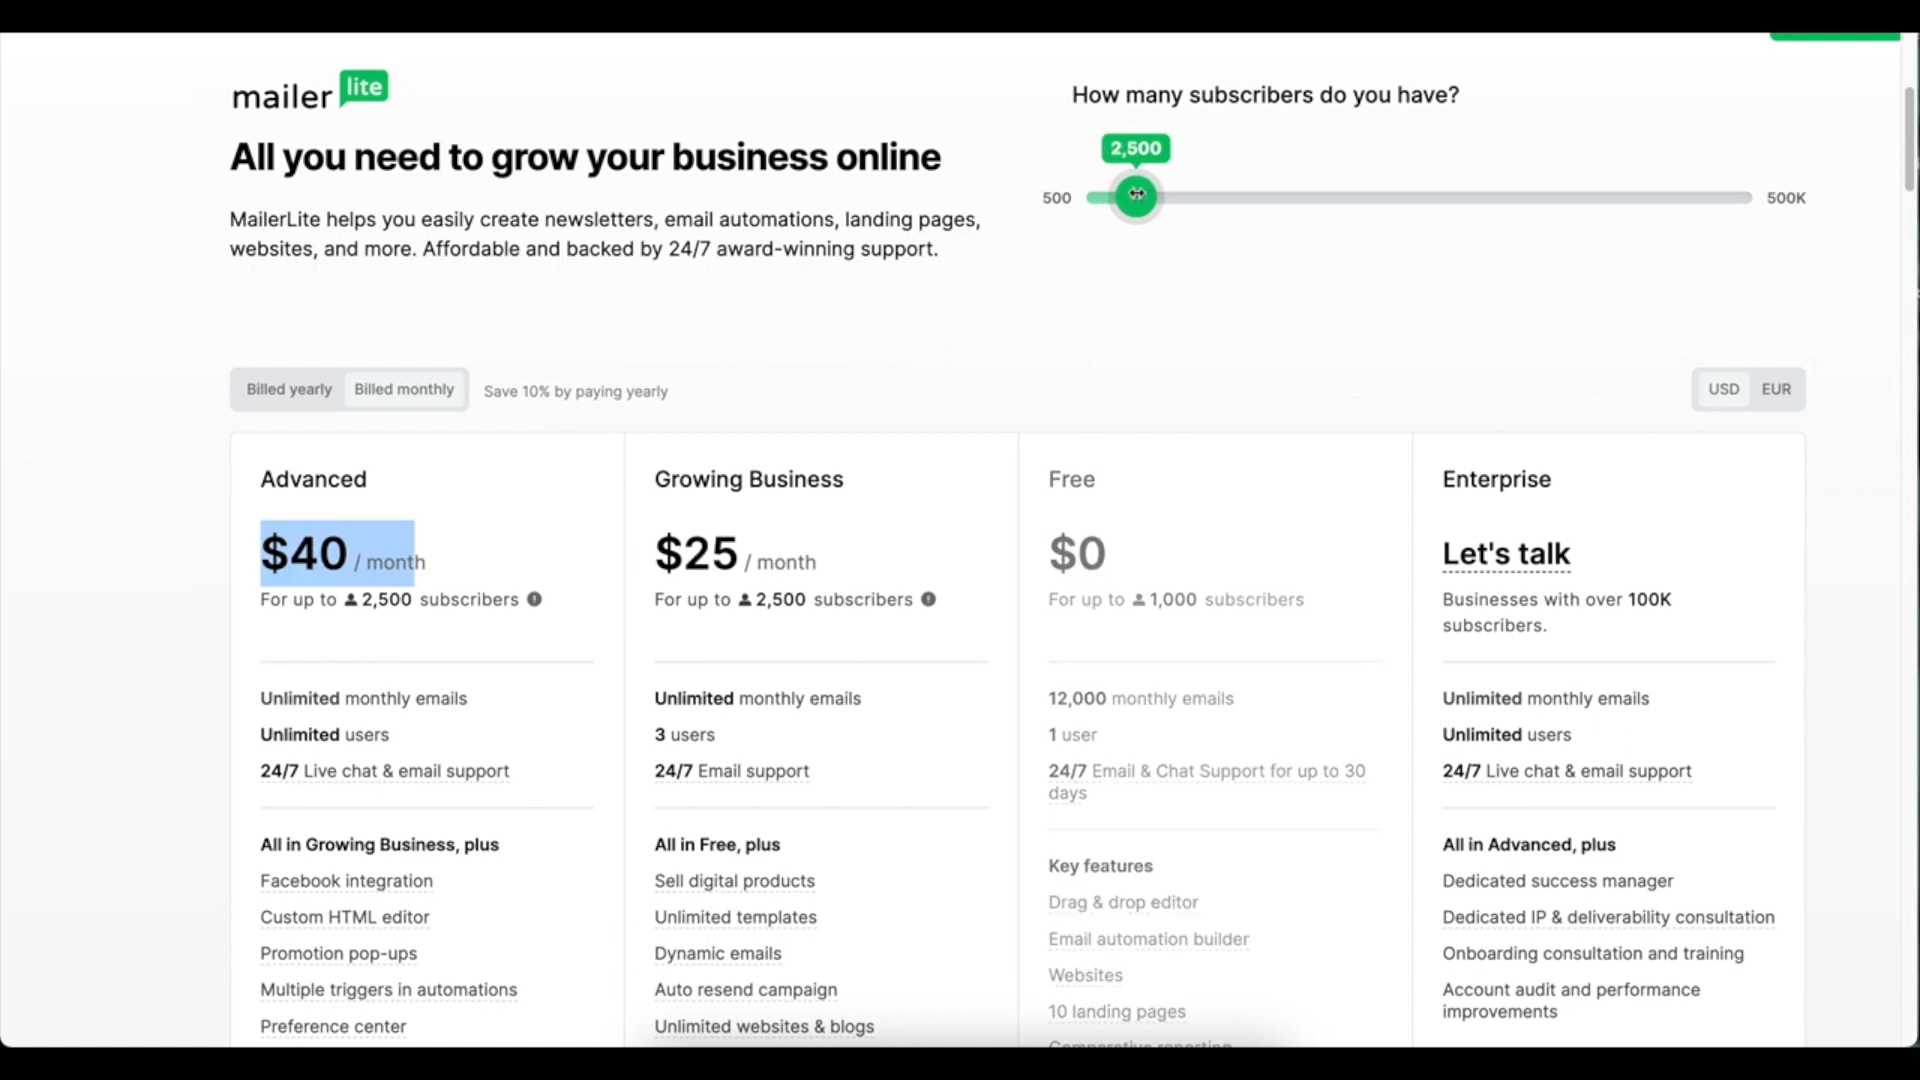 mailer lite
How many subscribers do you have?
2,500
500
500K
All you need to grow your business online
MailerLite helps you easily create newsletters, email automations, landing pages,
websites, and more. Affordable and backed by 24/7 award-winning support.
Billed yearly
Billed monthly
Save 10% by paying yearly
USD
EUR
Advanced
$40 / month
For up to 2,500 subscribers
Unlimited monthly emails
Unlimited users
24/7 Live chat & email support
All in Growing Business, plus
Facebook integration
Custom HTML editor
Promotion pop-ups
Multiple triggers in automations
Preference center
Growing Business
$25 / month
For up to 2,500 subscribers
Unlimited monthly emails
3 users
24/7 Email support
All in Free, plus
Sell digital products
Unlimited templates
Dynamic emails
Auto resend campaign
Unlimited websites & blogs
Free
$0
For up to 1,000 subscribers
12,000 monthly emails
1 user
24/7 Email & Chat Support for up to 30
days
Key features
Drag & drop editor
Email automation builder
Websites
10 landing pages
Comparative reporting
Enterprise
Let's talk
Businesses with over 100K
subscribers.
Unlimited monthly emails
Unlimited users
24/7 Live chat & email support
All in Advanced, plus
Dedicated success manager
Dedicated IP & deliverability consultation
Onboarding consultation and training
Account audit and performance
improvements